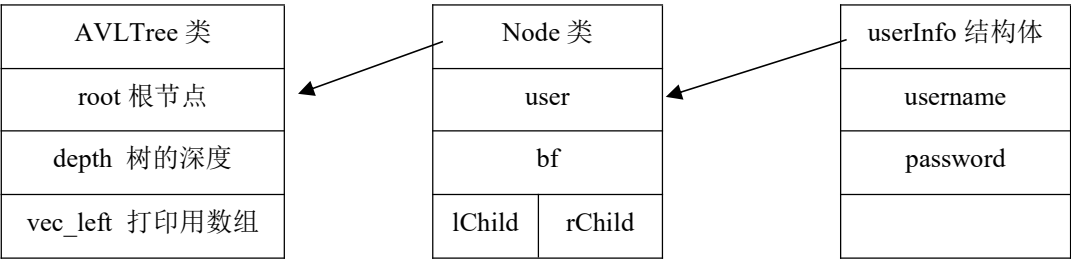 AVLTree 类
root 根节点
depth 树的深度
vec_left 打印用数组
Node 类
user
bf
lChild rChild
userInfo 结构体
username
password